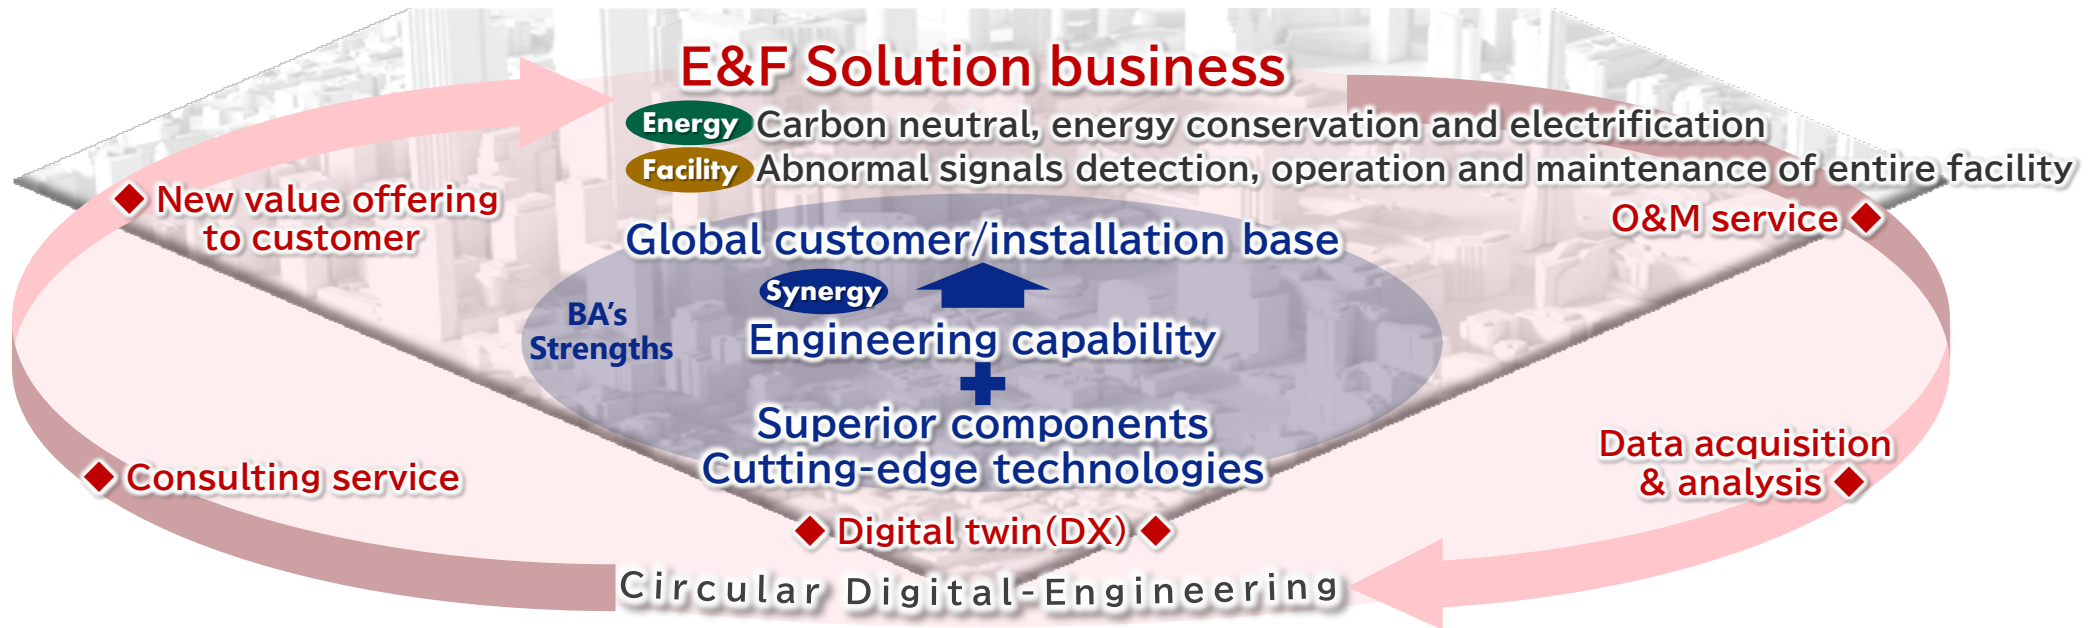 E&F Solution business
Energy Carbon neutral, energy conservation and electrification
Facility Abnormal signals detection, operation and maintenance of entire facility
◆ New value offering
to customer
O&M service ◆
Global customer/installation base
Synergy
BA's
Strengths
Engineering capability
+
Superior components
Cutting-edge technologies
Data acquisition
& analysis ◆
◆ Consulting service
◆ Digital twin(DX) ◆
Circular Digital-Engineering